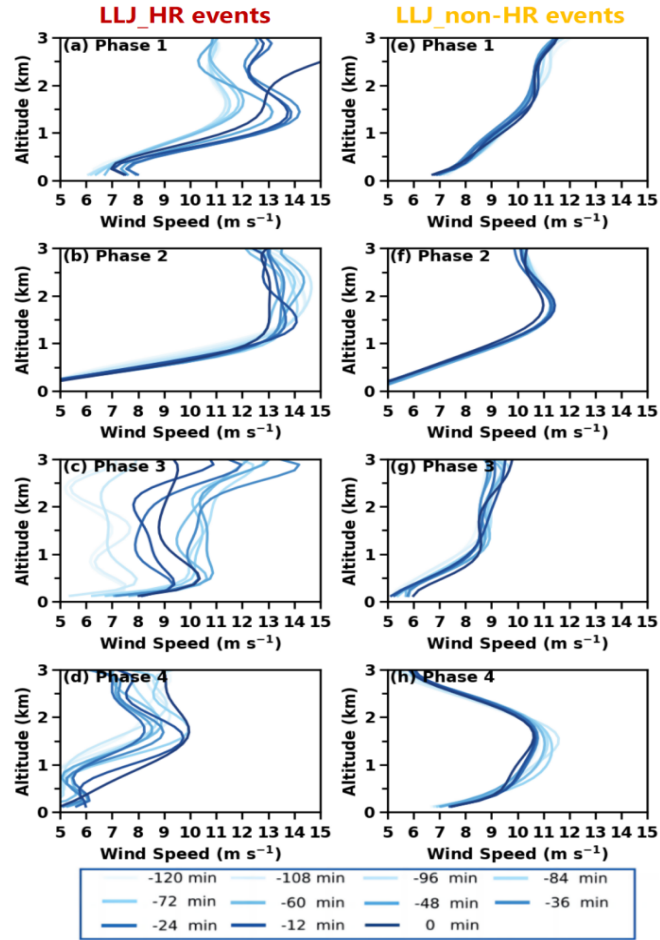 LLJ_HR events LLJ_non-HR events
(a) Phase 1
Altitude (km)
3
2
1
0
5 6 7 8 9 10 11 12 13 14 15
Wind Speed (m s⁻¹)
(e) Phase 1
Altitude (km)
3
2
1
0
5 6 7 8 9 10 11 12 13 14 15
Wind Speed (m s⁻¹)
(b) Phase 2
Altitude (km)
3
2
1
0
5 6 7 8 9 10 11 12 13 14 15
Wind Speed (m s⁻¹)
(f) Phase 2
Altitude (km)
3
2
1
0
5 6 7 8 9 10 11 12 13 14 15
Wind Speed (m s⁻¹)
(c) Phase 3
Altitude (km)
3
2
1
0
5 6 7 8 9 10 11 12 13 14 15
Wind Speed (m s⁻¹)
(g) Phase 3
Altitude (km)
3
2
1
0
5 6 7 8 9 10 11 12 13 14 15
Wind Speed (m s⁻¹)
(d) Phase 4
Altitude (km)
3
2
1
0
5 6 7 8 9 10 11 12 13 14 15
Wind Speed (m s⁻¹)
(h) Phase 4
Altitude (km)
3
2
1
0
5 6 7 8 9 10 11 12 13 14 15
Wind Speed (m s⁻¹)
-120 min -108 min -96 min -84 min
-72 min -60 min -48 min -36 min
-24 min -12 min 0 min